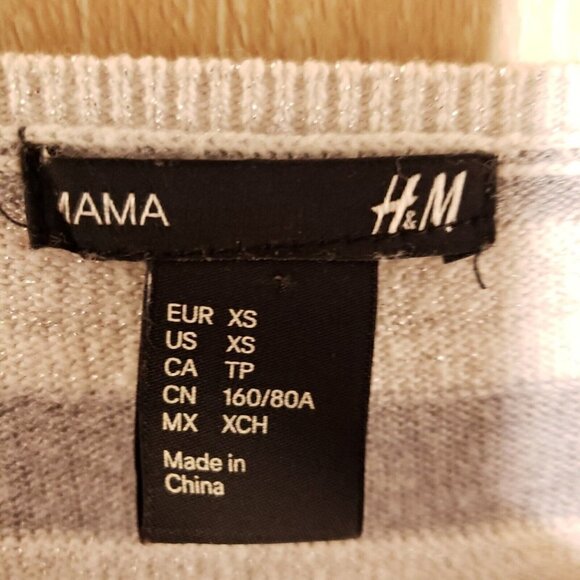 MAMA H&M
EUR XS
US XS
CA TP
CN 160/80A
MX XCH
Made in
China